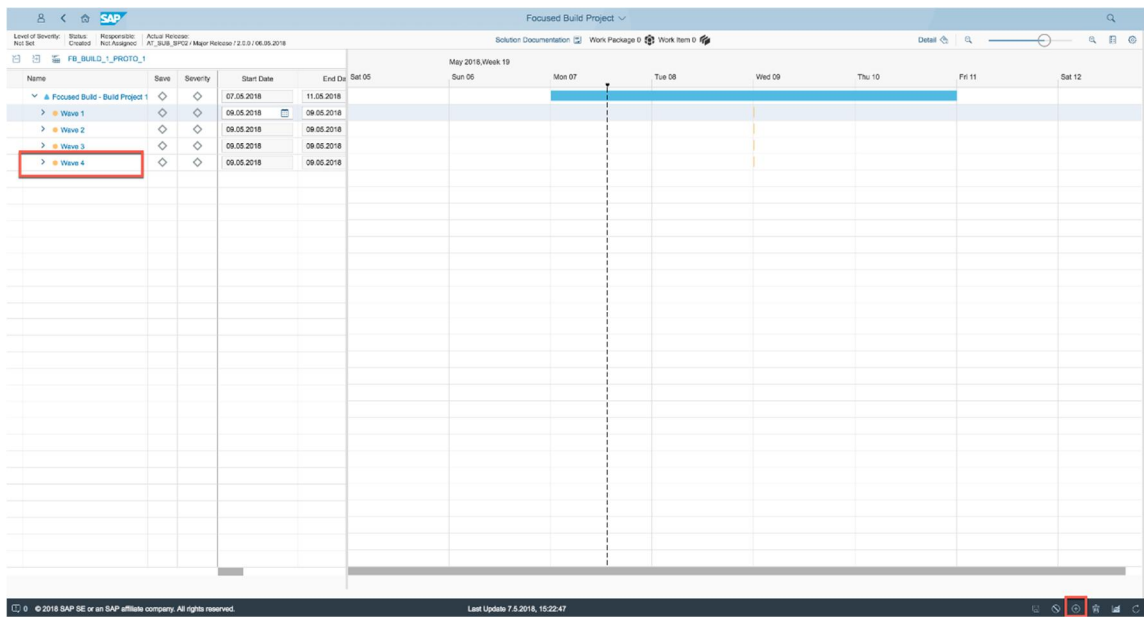 SAP
Focused Build Project
Level of Severity: Status: Responsible: Actual Release:
Not Set Created Not Assigned AT_SUB_SP02 / Major Release / 2.0.0 / 06.05.2018
Solution Documentation Work Package 0 Work Item 0
Detail
FB_BUILD_1_PROTO_1
May 2018,Week 19
Name Save Severity Start Date End Da Sat 05 Sun 06 Mon 07 Tue 08 Wed 09 Thu 10 Fri 11 Sat 12
Focused Build - Build Project 1 07.05.2018 11.05.2018
Wave 1 09.05.2018 09.05.2018
Wave 2 09.05.2018 09.05.2018
Wave 3 09.05.2018 09.05.2018
Wave 4 09.05.2018 09.05.2018
0 © 2018 SAP SE or an SAP affiliate company. All rights reserved. Last Update 7.5.2018, 15:22:47